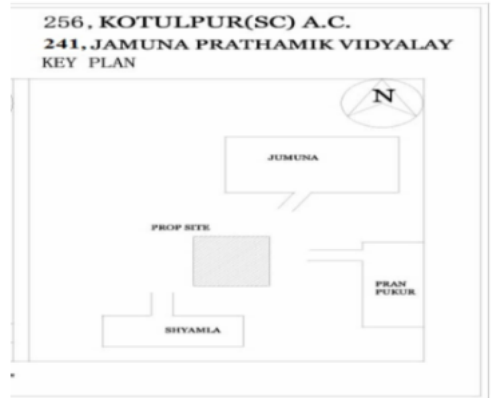 256, KOTULPUR(SC) A.C.
241, JAMUNA PRATHAMIK VIDYALAY
KEY PLAN
N
JUMUNA
PROP SITE
PRAN
PUKUR
SHYAMLA